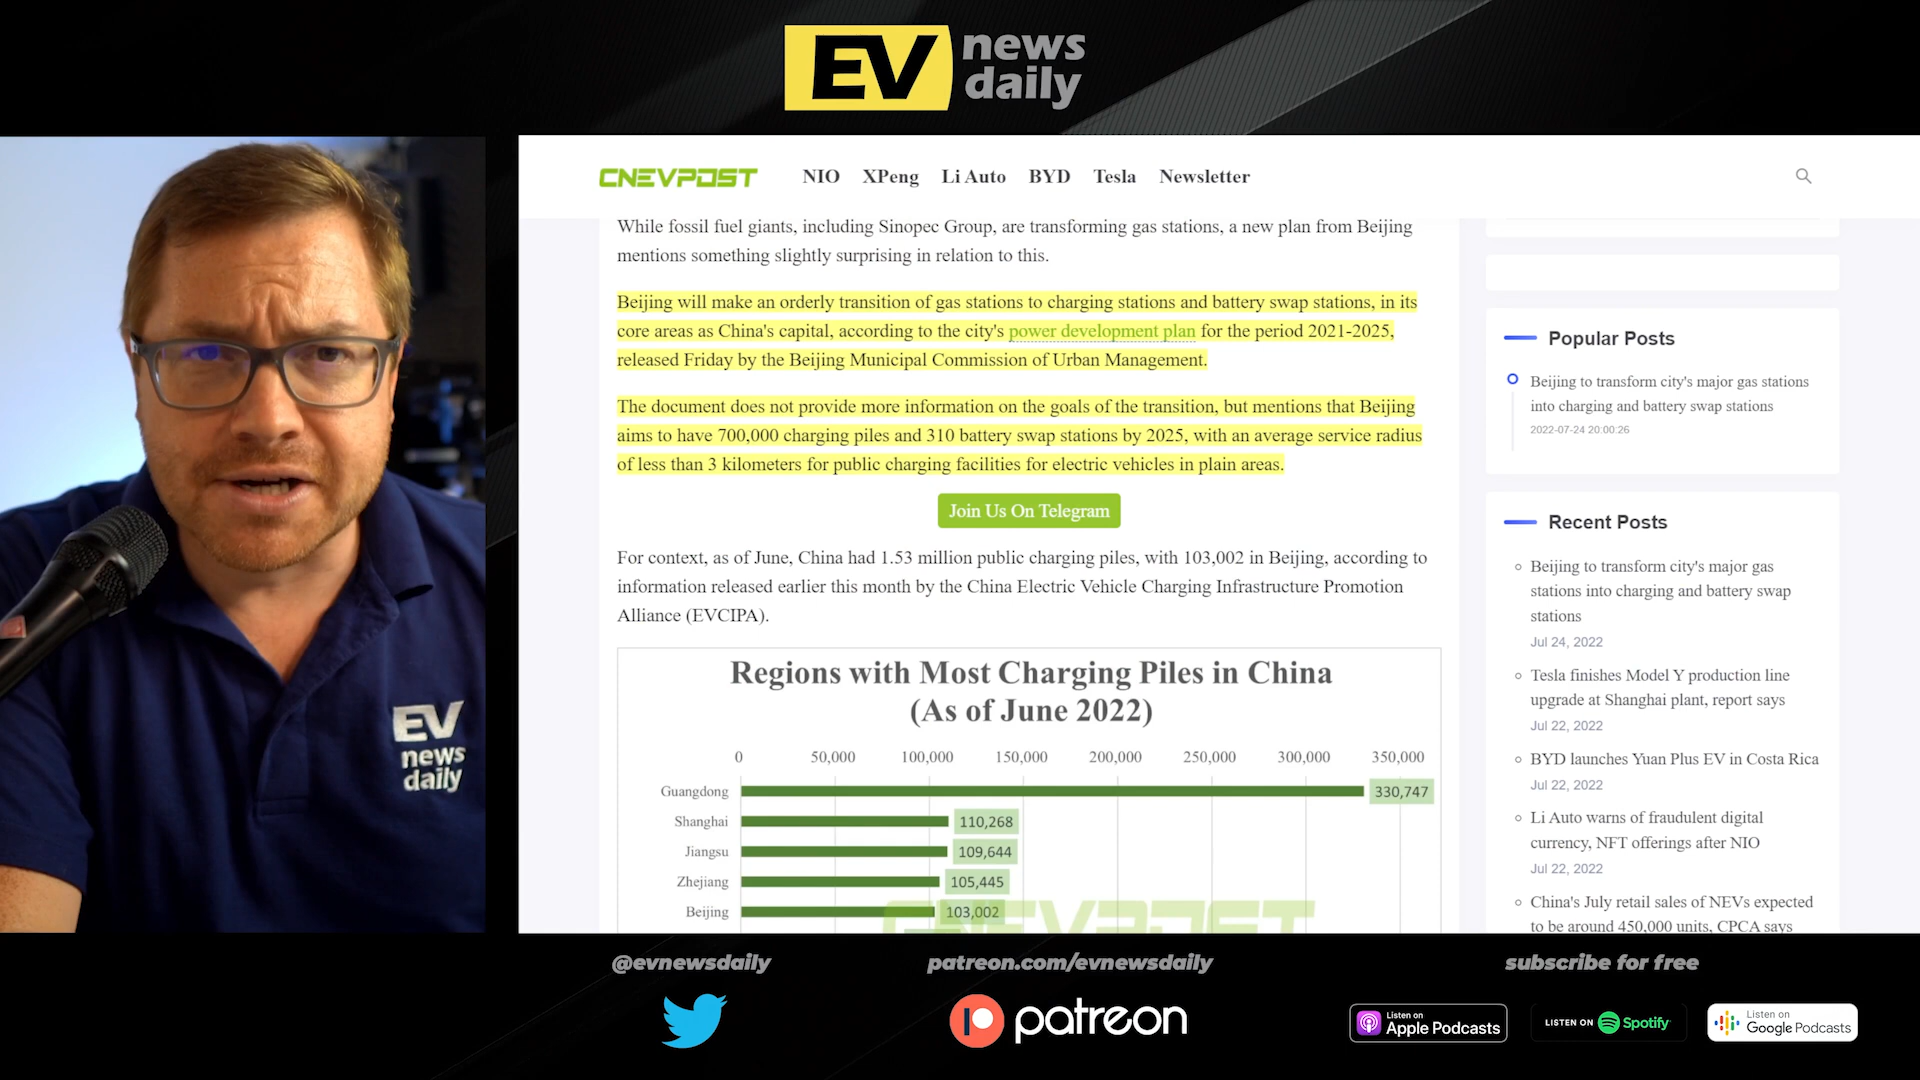 EV news
daily
CNEVPOST NIO XPeng Li Auto BYD Tesla Newsletter
While fossil fuel giants, including Sinopec Group, are transforming gas stations, a new plan from Beijing
mentions something slightly surprising in relation to this.
Beijing will make an orderly transition of gas stations to charging stations and battery swap stations, in its
core areas as China's capital, according to the city's power development plan for the period 2021-2025,
released Friday by the Beijing Municipal Commission of Urban Management.
The document does not provide more information on the goals of the transition, but mentions that Beijing
aims to have 700,000 charging piles and 310 battery swap stations by 2025, with an average service radius
of less than 3 kilometers for public charging facilities for electric vehicles in plain areas.
Join Us On Telegram
For context, as of June, China had 1.53 million public charging piles, with 103,002 in Beijing, according to
information released earlier this month by the China Electric Vehicle Charging Infrastructure Promotion
Alliance (EVCIPA).
Regions with Most Charging Piles in China
(As of June 2022)
0 50,000 100,000 150,000 200,000 250,000 300,000 350,000
Guangdong 330,747
Shanghai 110,268
Jiangsu 109,644
Zhejiang 105,445
Beijing 103,002
CNEVPOST
Popular Posts
Beijing to transform city's major gas stations
into charging and battery swap stations
2022-07-24 20:00:26
Recent Posts
Beijing to transform city's major gas
stations into charging and battery swap
stations
Jul 24, 2022
Tesla finishes Model Y production line
upgrade at Shanghai plant, report says
Jul 22, 2022
BYD launches Yuan Plus EV in Costa Rica
Jul 22, 2022
Li Auto warns of fraudulent digital
currency, NFT offerings after NIO
Jul 22, 2022
China's July retail sales of NEVs expected
to be around 450,000 units, CPCA says
EV
news
daily
@evnewsdaily
patreon.com/evnewsdaily
patreon
subscribe for free
Listen on
Apple Podcasts
LISTEN ON Spotify
Listen on
Google Podcasts